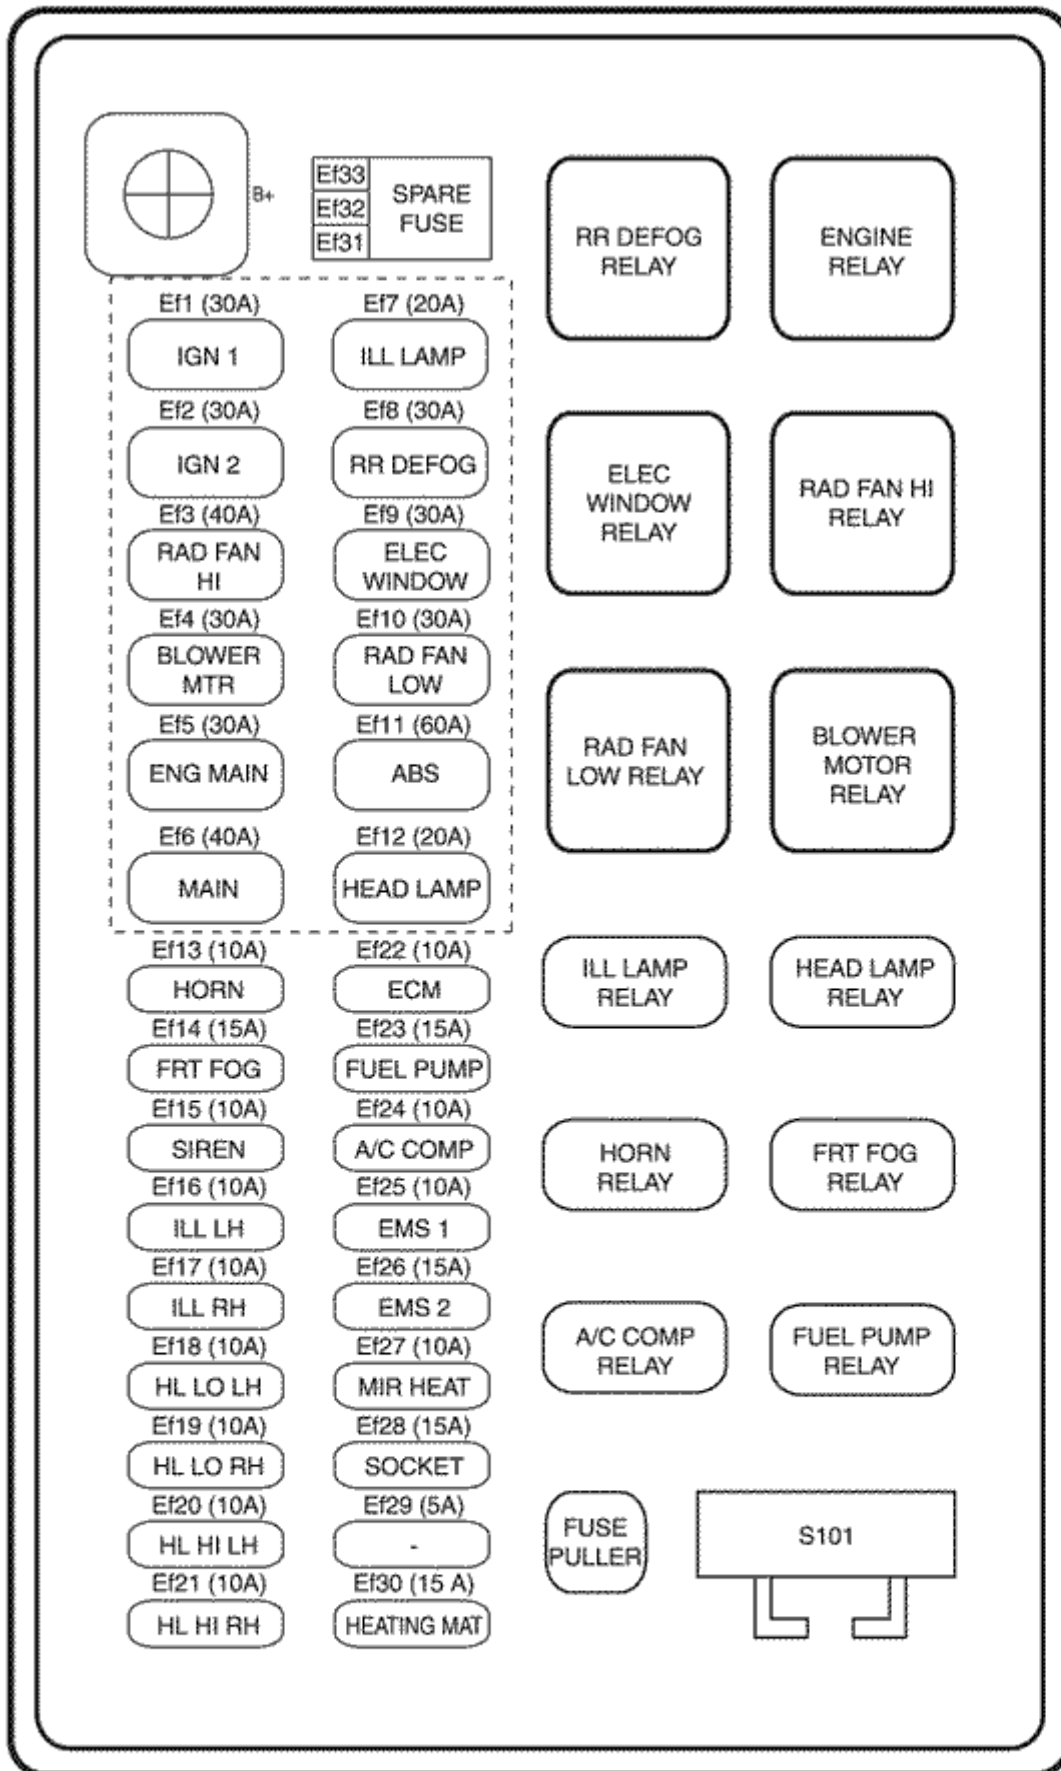 B+
Ef33
Ef32
Ef31
SPARE
FUSE
Ef1 (30A)
IGN 1
Ef7 (20A)
ILL LAMP
Ef2 (30A)
IGN 2
Ef8 (30A)
RR DEFOG
Ef3 (40A)
RAD FAN
HI
Ef9 (30A)
ELEC
WINDOW
Ef4 (30A)
BLOWER
MTR
Ef10 (30A)
RAD FAN
LOW
Ef5 (30A)
ENG MAIN
Ef11 (60A)
ABS
Ef6 (40A)
MAIN
Ef12 (20A)
HEAD LAMP
Ef13 (10A)
HORN
Ef22 (10A)
ECM
Ef14 (15A)
FRT FOG
Ef23 (15A)
FUEL PUMP
Ef15 (10A)
SIREN
Ef24 (10A)
A/C COMP
Ef16 (10A)
ILL LH
Ef25 (10A)
EMS 1
Ef17 (10A)
ILL RH
Ef26 (15A)
EMS 2
Ef18 (10A)
HL LO LH
Ef27 (10A)
MIR HEAT
Ef19 (10A)
HL LO RH
Ef28 (15A)
SOCKET
Ef20 (10A)
HL HI LH
Ef29 (5A)
-
Ef21 (10A)
HL HI RH
Ef30 (15 A)
HEATING MAT
RR DEFOG
RELAY
ENGINE
RELAY
ELEC
WINDOW
RELAY
RAD FAN HI
RELAY
RAD FAN
LOW RELAY
BLOWER
MOTOR
RELAY
ILL LAMP
RELAY
HEAD LAMP
RELAY
HORN
RELAY
FRT FOG
RELAY
A/C COMP
RELAY
FUEL PUMP
RELAY
FUSE
PULLER
S101